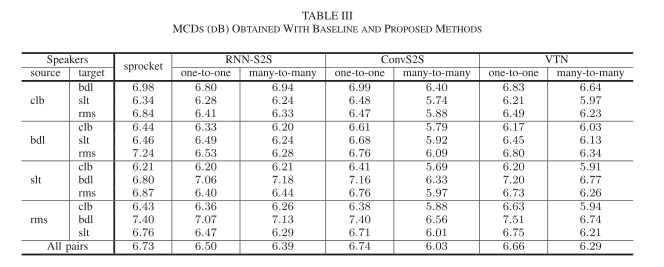 TABLE III
MCDS (DB) OBTAINED WITH BASELINE AND PROPOSED METHODS
Speakers sprocket RNN-S2S ConvS2S VTN
source target one-to-one many-to-many one-to-one many-to-many one-to-one many-to-many
bdl 6.98 6.80 6.94 6.99 6.40 6.83 6.64
clb slt 6.34 6.28 6.24 6.48 5.74 6.21 5.97
rms 6.84 6.41 6.33 6.47 5.88 6.49 6.23
clb 6.44 6.33 6.20 6.61 5.79 6.17 6.03
bdl slt 6.46 6.49 6.24 6.68 5.92 6.45 6.13
rms 7.24 6.53 6.28 6.76 6.09 6.80 6.34
clb 6.21 6.20 6.21 6.41 5.69 6.20 5.91
slt bdl 6.80 7.06 7.18 7.16 6.33 7.20 6.77
rms 6.87 6.40 6.44 6.76 5.97 6.73 6.26
clb 6.43 6.36 6.26 6.38 5.88 6.63 5.94
rms bdl 7.40 7.07 7.13 7.40 6.56 7.51 6.74
slt 6.76 6.47 6.29 6.71 6.01 6.75 6.21
All pairs 6.73 6.50 6.39 6.74 6.03 6.66 6.29